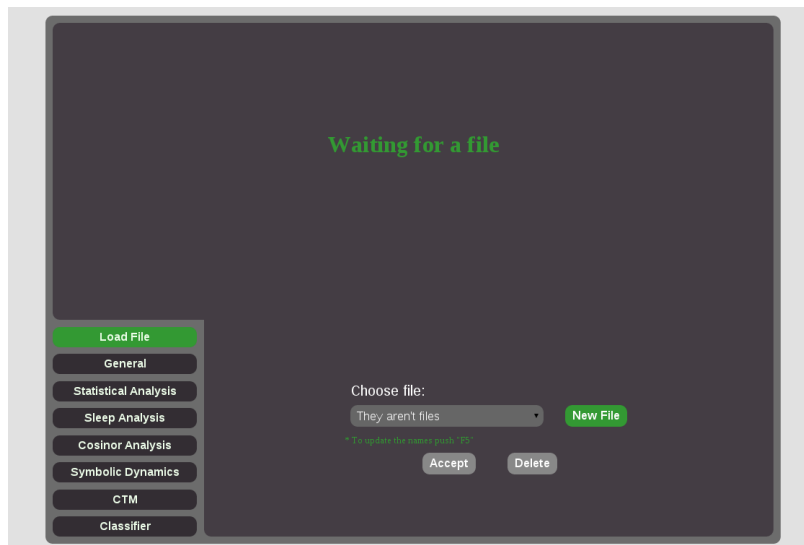 Waiting for a file
Load File
General
Statistical Analysis
Sleep Analysis
Cosinor Analysis
Symbolic Dynamics
CTM
Classifier
Choose file:
They aren't files
New File
* To update the names push "F5"
Accept
Delete